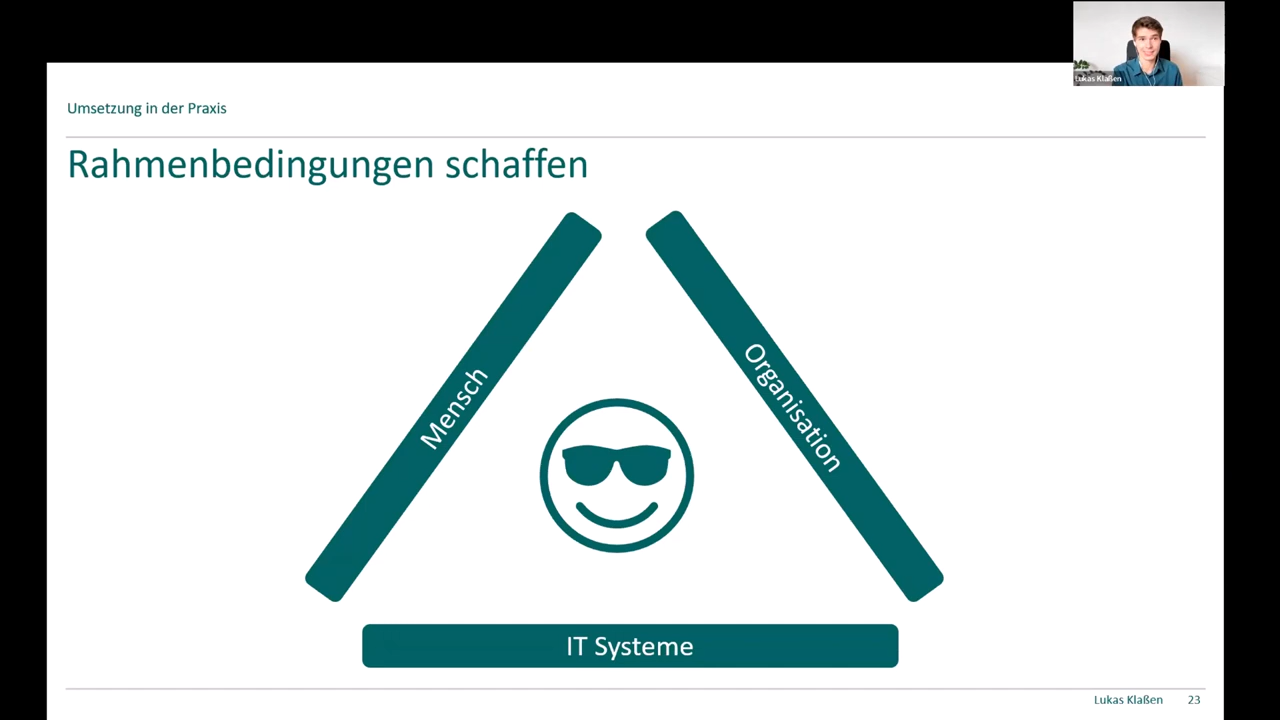 Lukas Klaßen
Umsetzung in der Praxis
Rahmenbedingungen schaffen
Mensch
Organisation
IT Systeme
Lukas Klaßen 23